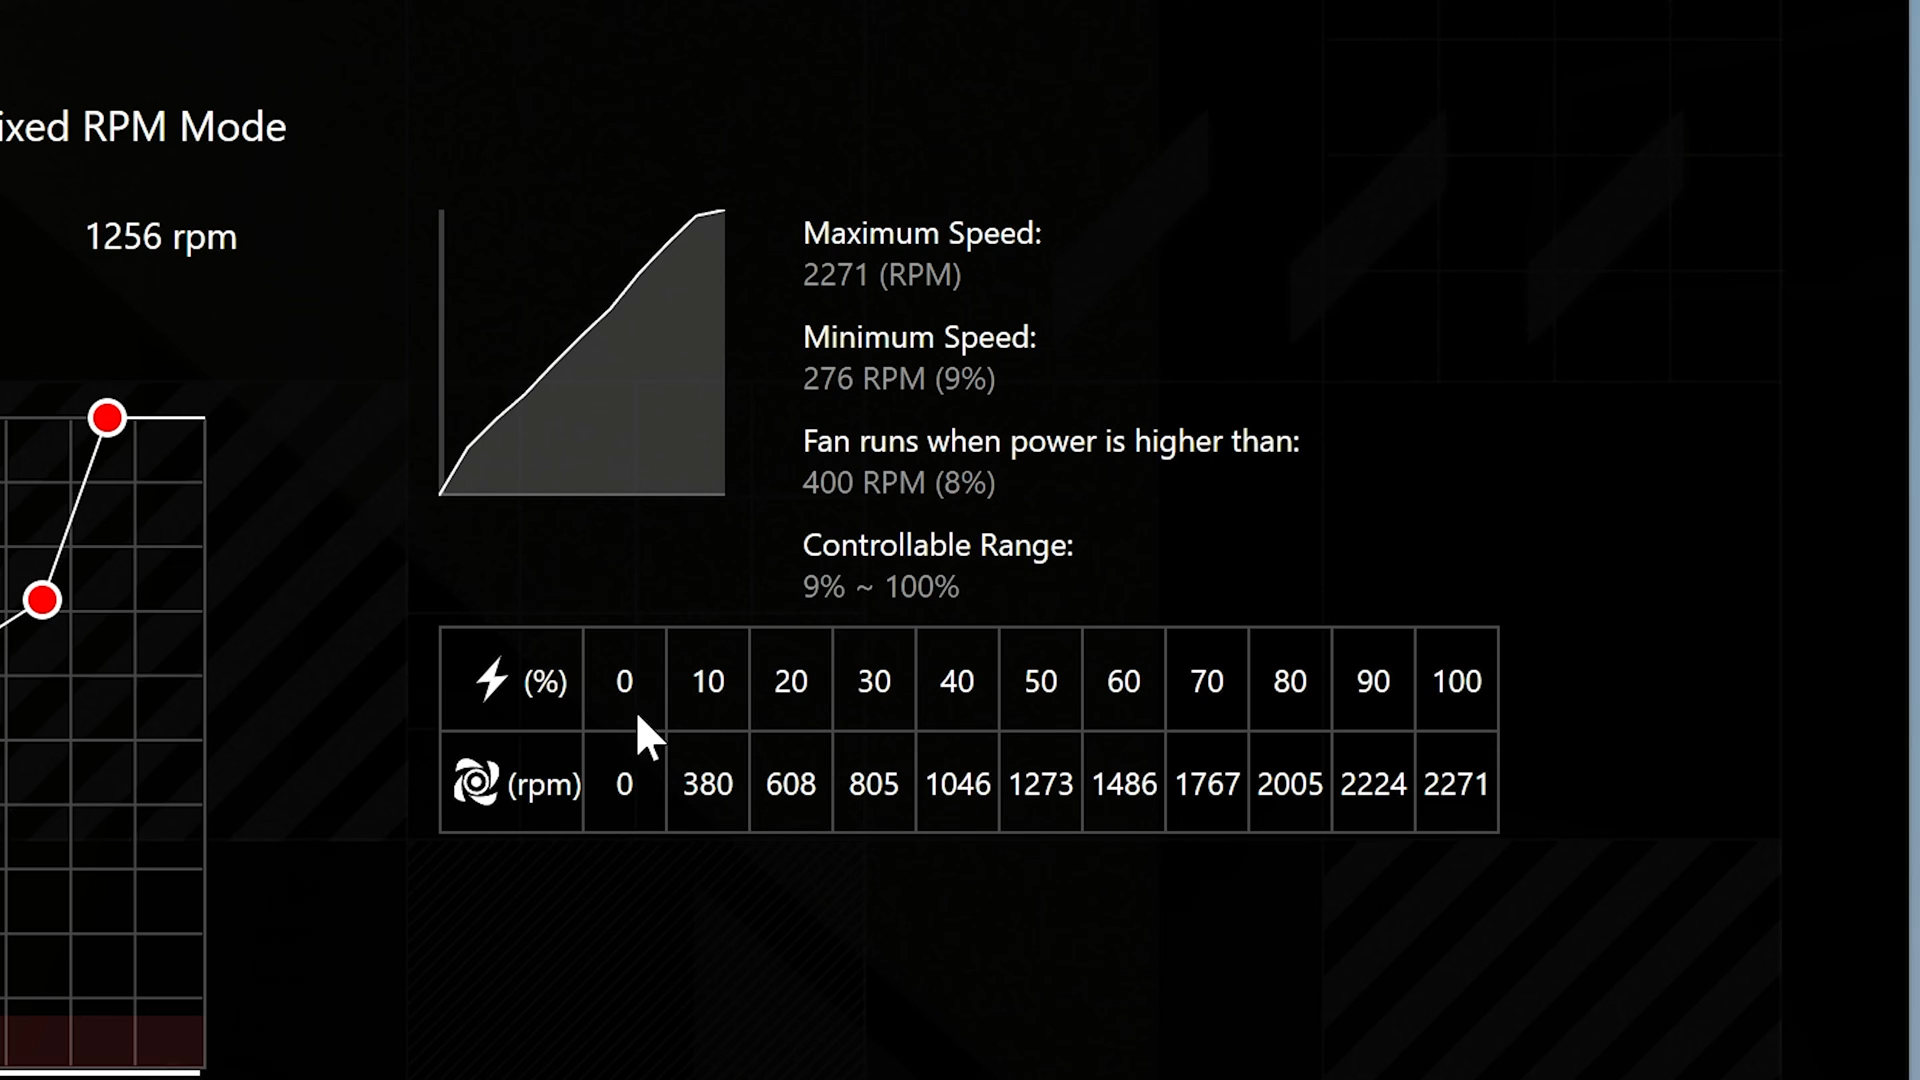 ixed RPM Mode
1256 rpm
Maximum Speed:
2271 (RPM)
Minimum Speed:
276 RPM (9%)
Fan runs when power is higher than:
400 RPM (8%)
Controllable Range:
9% ~ 100%
(%) 0 10 20 30 40 50 60 70 80 90 100
(rpm) 0 380 608 805 1046 1273 1486 1767 2005 2224 2271